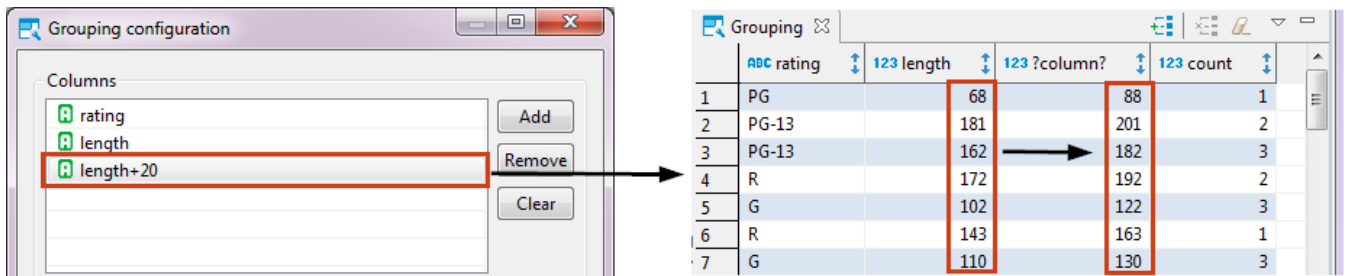 Grouping configuration
Columns
rating
length
length+20
Add
Remove
Clear
Grouping
ABC rating 123 length 123 ?column? 123 count
1 PG 68 88 1
2 PG-13 181 201 2
3 PG-13 162 182 3
4 R 172 192 2
5 G 102 122 3
6 R 143 163 1
7 G 110 130 3